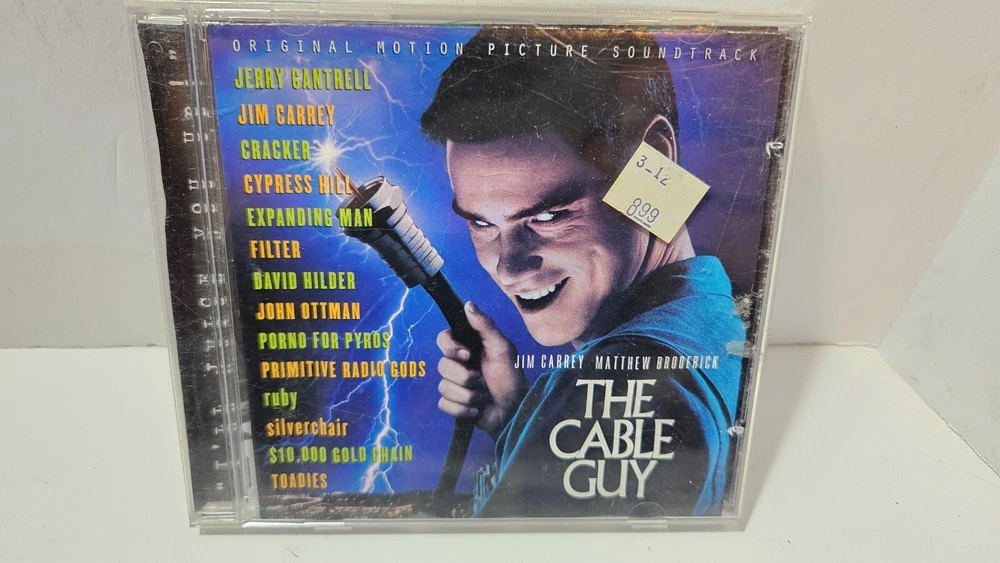 ORIGINAL MOTION PICTURE SOUNDTRACK
JERRY CANTRELL
JIM CARREY
CRACKER
CYPRESS HILL
EXPANDING MAN
FILTER
DAVID HILDER
JOHN OTTMAN
PORNO FOR PYROS
PRIMITIVE RADIO GODS
ruby
silverchair
$10,000 GOLD CHAIN
TOADIES
3-12
899
JIM CARREY MATTHEW BRODERICK
THE
CABLE
GUY